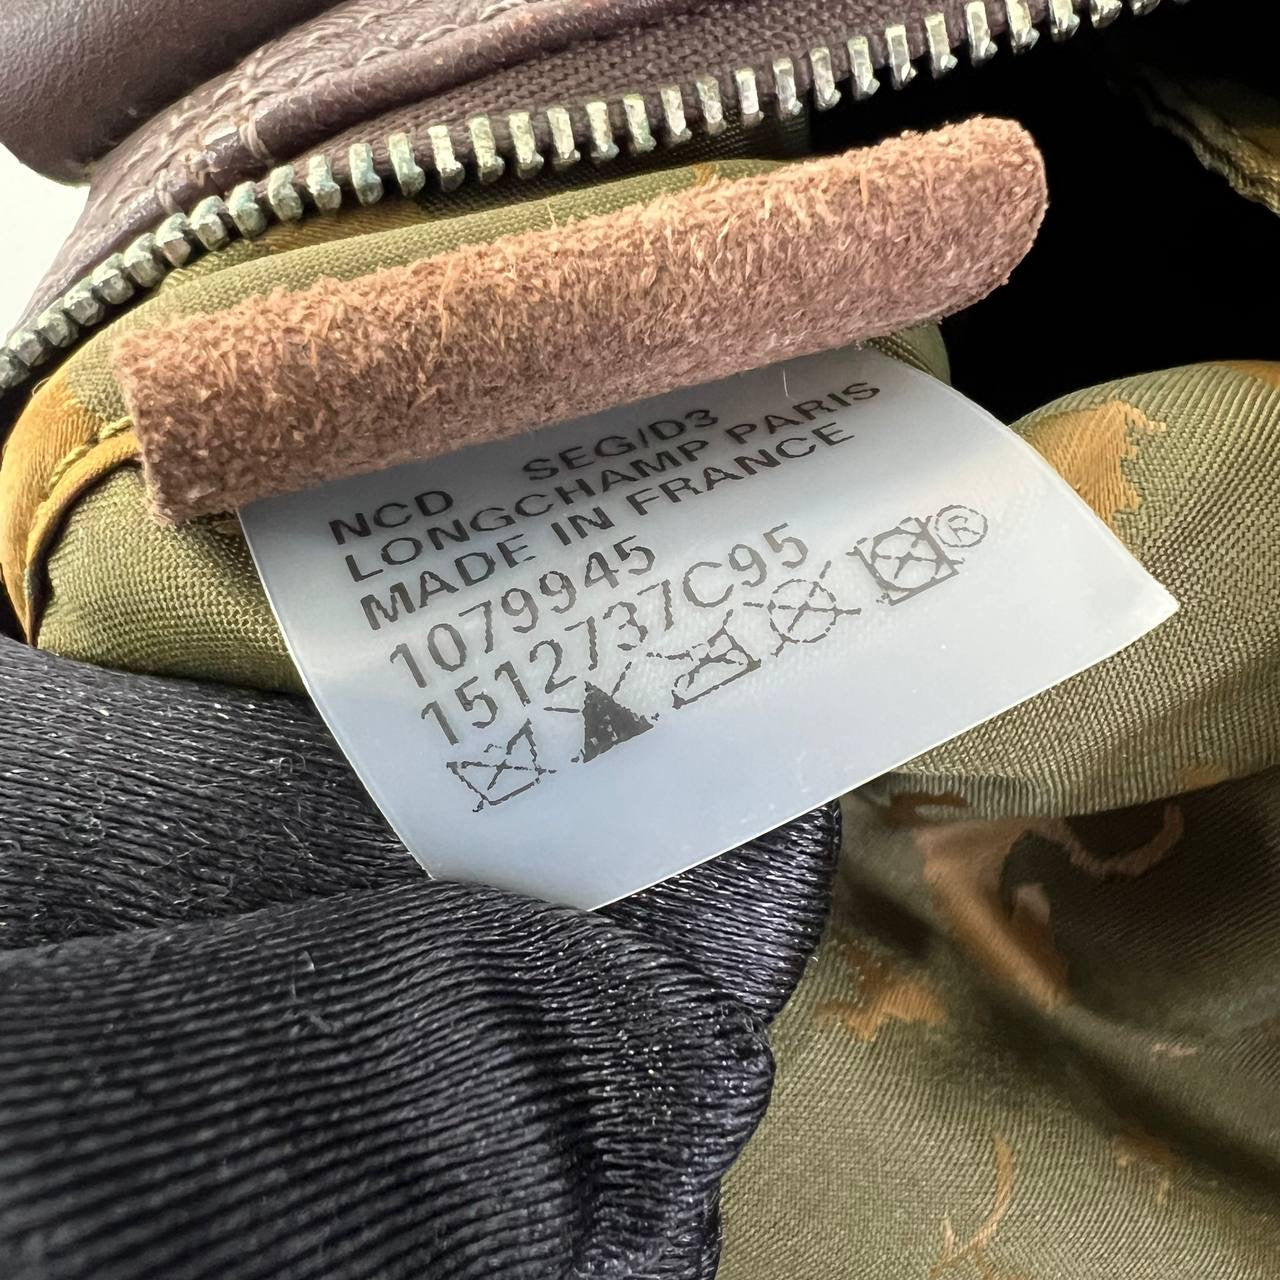 NCD SEG/D3
LONGCHAMP PARIS
MADE IN FRANCE
1079945
1512737C95
®